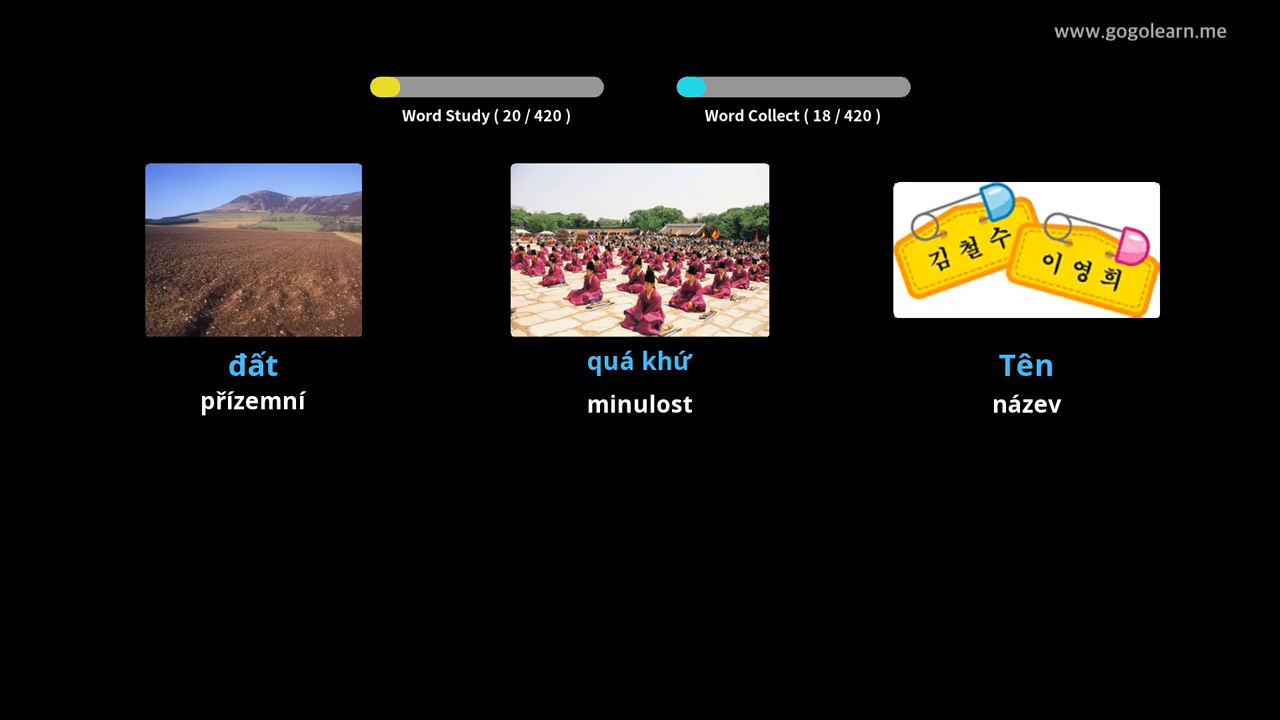 www.gogolearn.me
Word Study ( 20 / 420 )
Word Collect ( 18 / 420 )
김철수
이영희
đất
quá khứ
Tên
přízemní
minulost
název